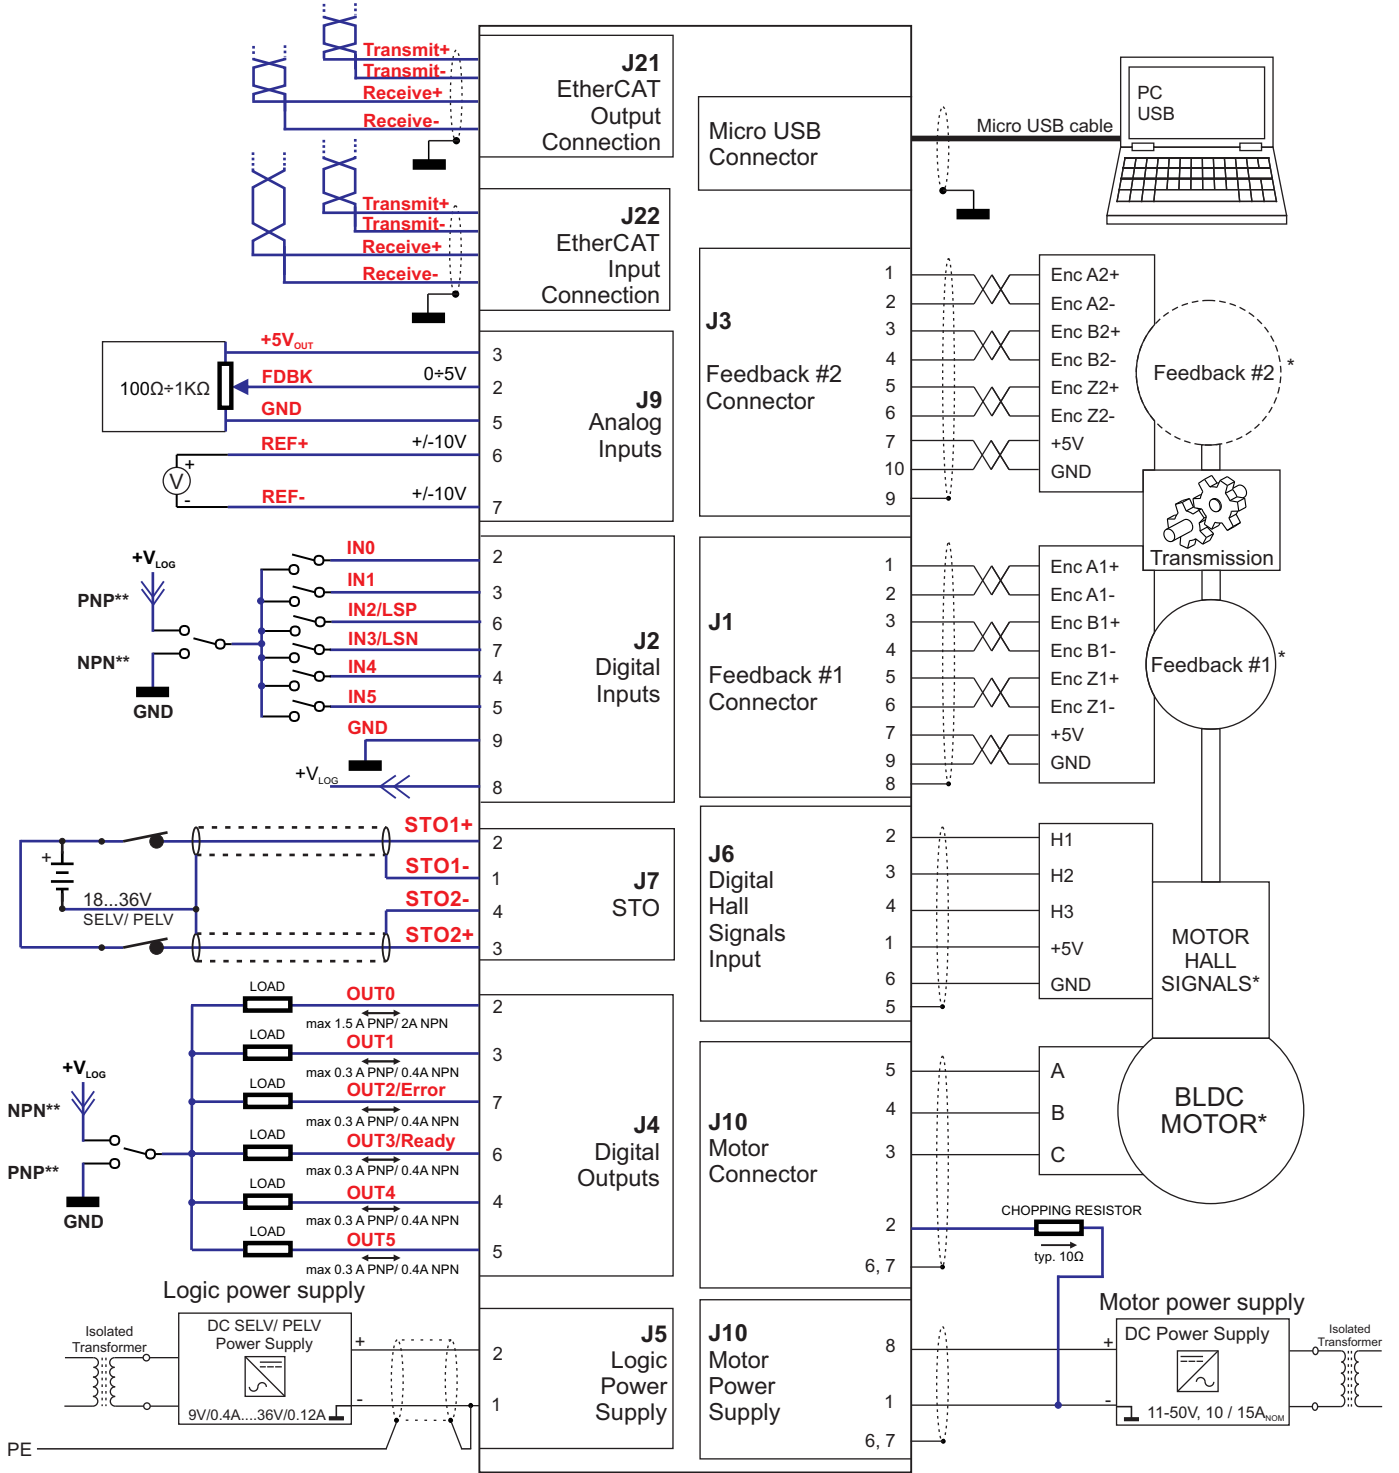 Transmit+
Transmit-
Receive+
Receive-
J21
EtherCAT
Output
Connection
Transmit+
Transmit-
Receive+
Receive-
J22
EtherCAT
Input
Connection
+5VOUT
3
100Ω÷1KΩ
FDBK
0÷5V
2
GND
5
REF+
+/-10V
6
+
V
-
REF-
+/-10V
7
J9
Analog
Inputs
+VLOG
PNP**
NPN**
GND
IN0
2
IN1
3
IN2/LSP
6
IN3/LSN
7
IN4
4
IN5
5
GND
9
+VLOG
8
J2
Digital
Inputs
STO1+
2
STO1-
1
STO2-
4
STO2+
3
+
18...36V
SELV/ PELV
J7
STO
LOAD
OUT0
2
max 1.5 A PNP/ 2A NPN
LOAD
OUT1
3
max 0.3 A PNP/ 0.4A NPN
LOAD
OUT2/Error
7
max 0.3 A PNP/ 0.4A NPN
LOAD
OUT3/Ready
6
max 0.3 A PNP/ 0.4A NPN
LOAD
OUT4
4
max 0.3 A PNP/ 0.4A NPN
LOAD
OUT5
5
max 0.3 A PNP/ 0.4A NPN
+VLOG
NPN**
PNP**
GND
J4
Digital
Outputs
Logic power supply
Isolated
Transformer
DC SELV/ PELV
Power Supply
9V/0.4A....36V/0.12A
+
-
2
1
PE
J5
Logic
Power
Supply
Micro USB
Connector
Micro USB cable
PC
USB
J3
Feedback #2
Connector
1
2
3
4
5
6
7
10
9
Enc A2+
Enc A2-
Enc B2+
Enc B2-
Enc Z2+
Enc Z2-
+5V
GND
Feedback #2
*
Transmission
J1
Feedback #1
Connector
1
2
3
4
5
6
7
9
8
Enc A1+
Enc A1-
Enc B1+
Enc B1-
Enc Z1+
Enc Z1-
+5V
GND
Feedback #1
*
J6
Digital
Hall
Signals
Input
2
3
4
1
6
5
H1
H2
H3
+5V
GND
MOTOR
HALL
SIGNALS*
J10
Motor
Connector
5
4
3
2
6, 7
A
B
C
BLDC
MOTOR*
CHOPPING RESISTOR
typ. 10Ω
J10
Motor
Power
Supply
8
1
6, 7
Motor power supply
+
-
DC Power Supply
11-50V, 10 / 15ANOM
Isolated
Transformer